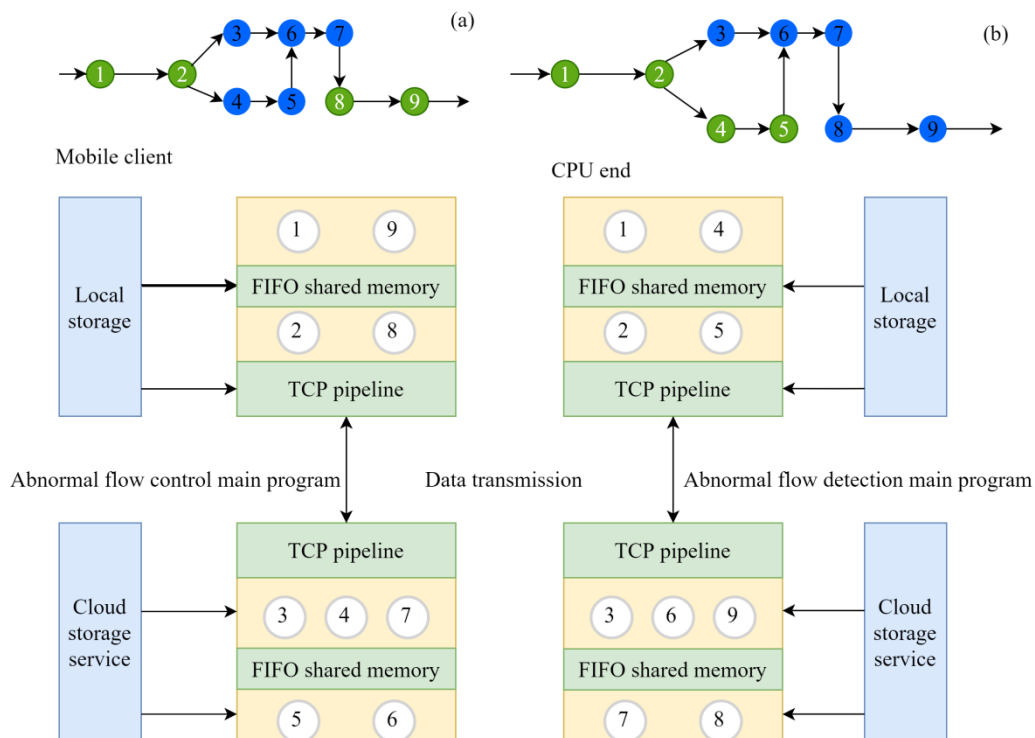 (a)
3 6 7
1 2
4 5 8 9
Mobile client
(b)
3 6 7
1 2
4 5 8 9
CPU end
Local
storage
1 9
FIFO shared memory
2 8
TCP pipeline
1 4
FIFO shared memory
2 5
TCP pipeline
Local
storage
Abnormal flow control main program
Data transmission
Abnormal flow detection main program
Cloud
storage
service
TCP pipeline
3 4 7
FIFO shared memory
5 6
TCP pipeline
3 6 9
FIFO shared memory
7 8
Cloud
storage
service